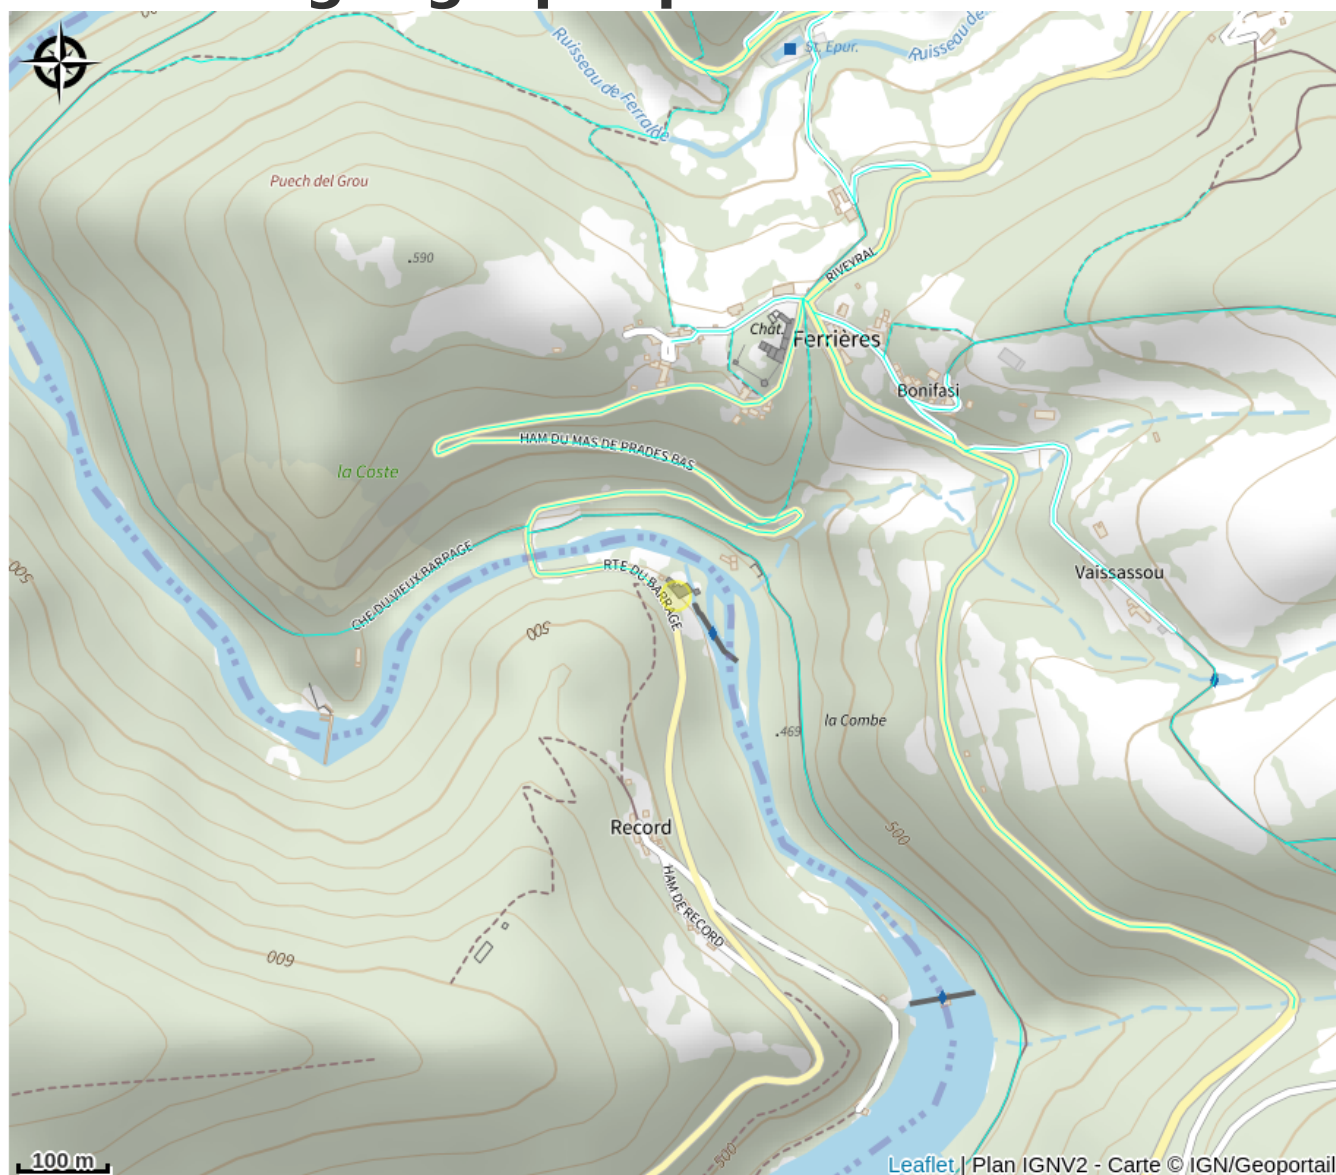 Ruisseau de Ferralde
St. Epur.
Ruisseau de
Puech del Grou
590
RIVEYRAL
Chât.
Ferrières
Bonifasi
HAM DU MAS DE PRADES BAS
la Coste
CHE DU VIEUX BARRAGE
RTE DU BARRAGE
Vaissassou
500
500
la Combe
469
500
Record
HAM DE RECORD
600
500
100 m
Leaflet | Plan IGNV2 - Carte © IGN/Geoportail